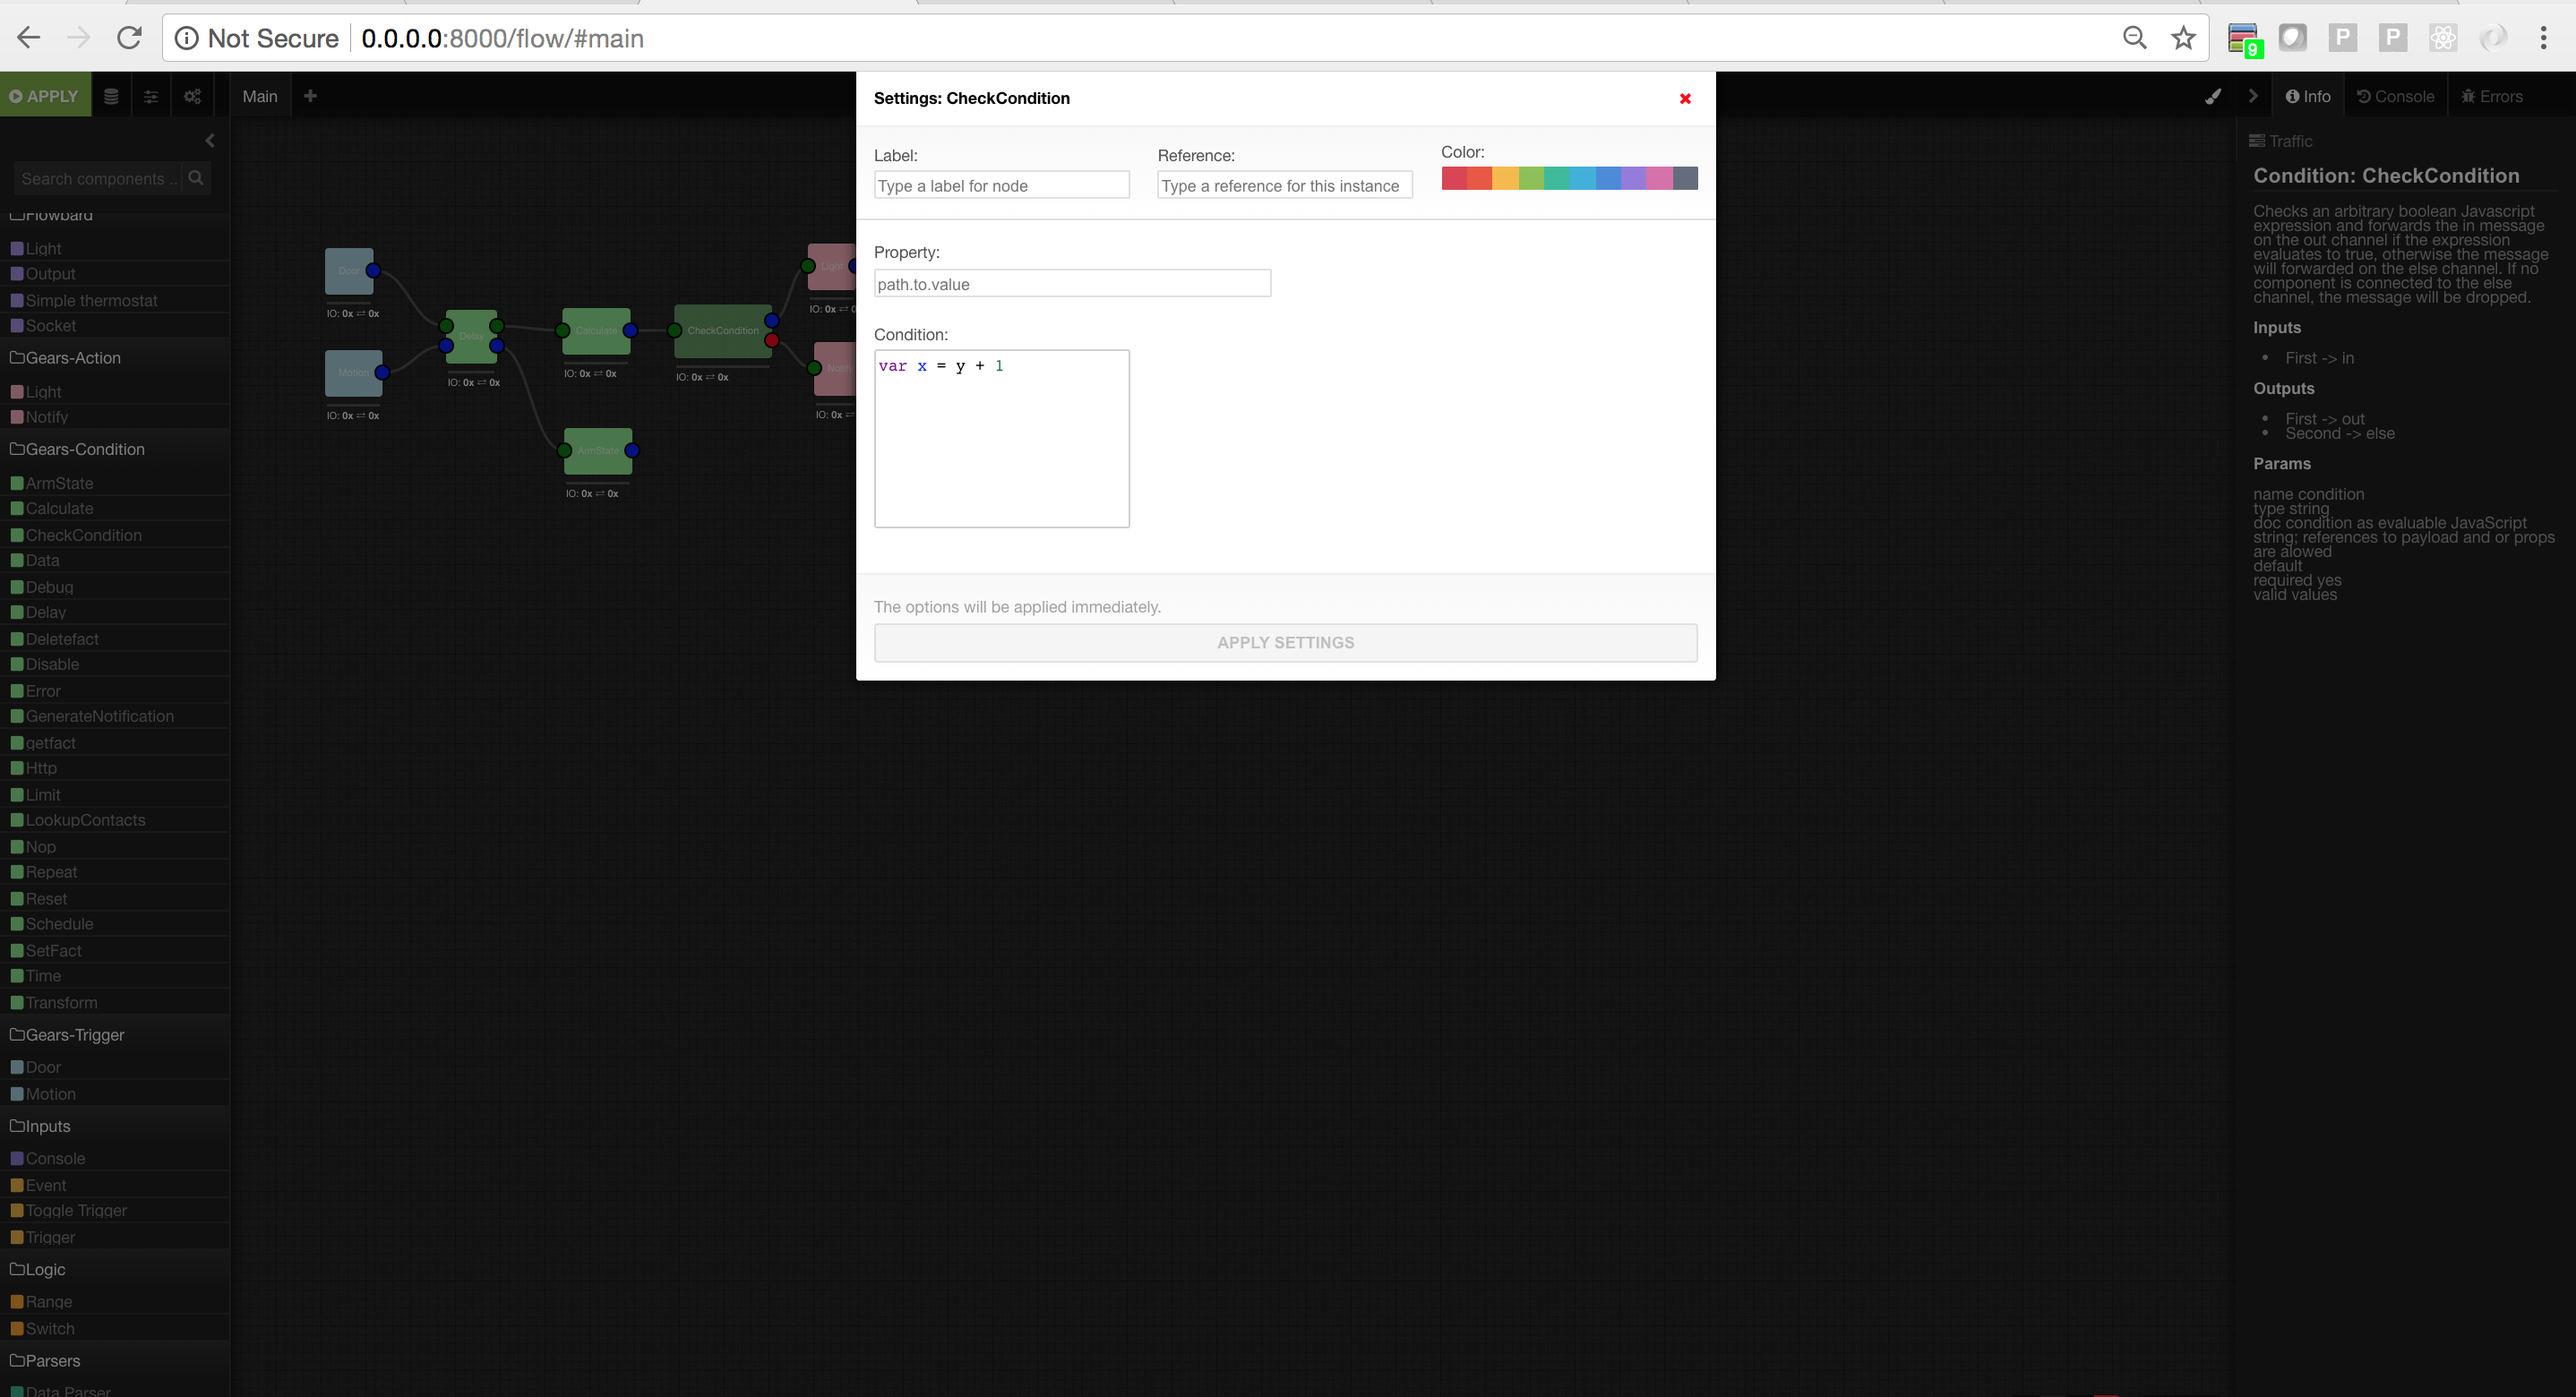 Not Secure 0.0.0.0:8000/flow/#main
9
P P
APPLY
Main
+
Info
Console
Errors
Search components ..
Flowbard
Light
Output
Simple thermostat
Socket
Gears-Action
Light
Notify
Gears-Condition
ArmState
Calculate
CheckCondition
Data
Debug
Delay
Deletefact
Disable
Error
GenerateNotification
getfact
Http
Limit
LookupContacts
Nop
Repeat
Reset
Schedule
SetFact
Time
Transform
Gears-Trigger
Door
Motion
Inputs
Console
Event
Toggle Trigger
Trigger
Logic
Range
Switch
Parsers
Data Parser
Door
IO: 0x ⇄ 0x
Motion
IO: 0x ⇄ 0x
Delay
IO: 0x ⇄ 0x
Calculate
IO: 0x ⇄ 0x
CheckCondition
IO: 0x ⇄ 0x
ArmState
IO: 0x ⇄ 0x
Light
IO: 0x ⇄ 0
IO: 0x ⇄
Settings: CheckCondition
Label:
Type a label for node
Reference:
Type a reference for this instance
Color:
Property:
path.to.value
Condition:
var x = y + 1
The options will be applied immediately.
APPLY SETTINGS
Traffic
Condition: CheckCondition
Checks an arbitrary boolean Javascript
expression and forwards the in message
on the out channel if the expression
evaluates to true, otherwise the message
will forwarded on the else channel. If no
component is connected to the else
channel, the message will be dropped.
Inputs
• First -> in
Outputs
• First -> out
• Second -> else
Params
name condition
type string
doc condition as evaluable JavaScript
string; references to payload and or props
are alowed
default
required yes
valid values